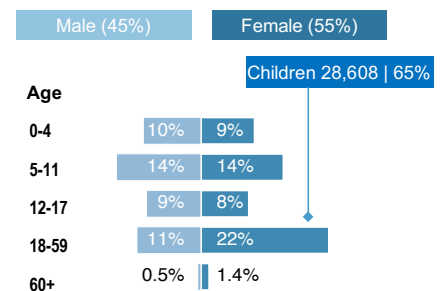 Male (45%) Female (55%)
Children 28,608 | 65%
Age
0-4 10% 9%
5-11 14% 14%
12-17 9% 8%
18-59 11% 22%
60+ 0.5% 1.4%